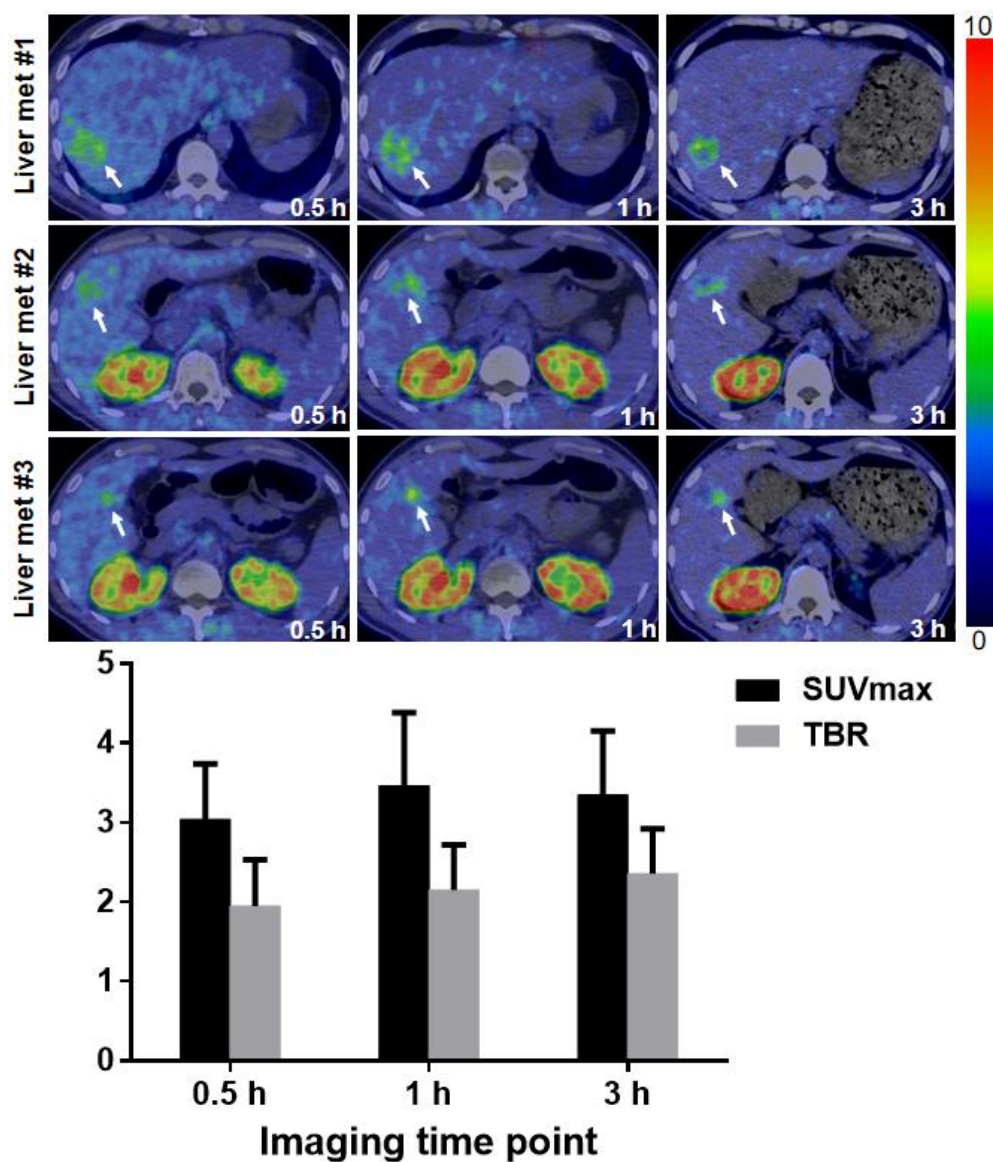 Liver met #1
0.5 h
1 h
3 h
10
Liver met #2
0.5 h
1 h
3 h
Liver met #3
0.5 h
1 h
3 h
0
5
4
3
2
1
0
SUVmax
TBR
0.5 h
1 h
3 h
Imaging time point